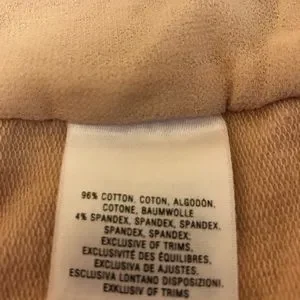 96% COTTON, COTON, ALGODÓN,
COTONE, BAUMWOLLE
4% SPANDEX, SPANDEX, SPANDEX,
SPANDEX, SPANDEX;
EXCLUSIVE OF TRIMS,
EXCLUSIVITÉ DES ÉQUILIBRES,
EXCLUSIVA DE AJUSTES,
ESCLUSIVA LONTANO DISPOSIZIONI,
EXKLUSIV OF TRIMS